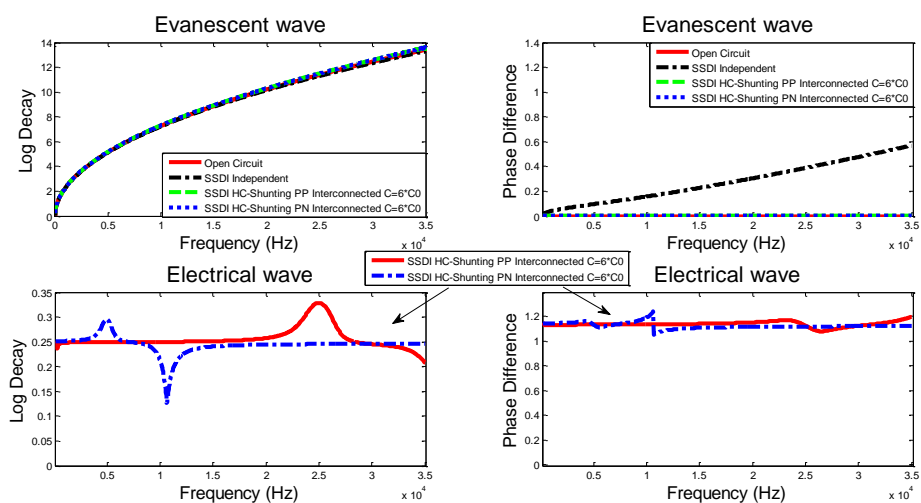 Evanescent wave
Log Decay
14
12
10
8
6
4
2
0
Open Circuit
SSDI Independent
SSDI HC-Shunting PP Interconnected C=6*C0
SSDI HC-Shunting PN Interconnected C=6*C0
0 0.5 1 1.5 2 2.5 3 3.5
x 10^4
Frequency (Hz)
Evanescent wave
Phase Difference
1.4
1.2
1
0.8
0.6
0.4
0.2
0
Open Circuit
SSDI Independent
SSDI HC-Shunting PP Interconnected C=6*C0
SSDI HC-Shunting PN Interconnected C=6*C0
0 0.5 1 1.5 2 2.5 3 3.5
x 10^4
Frequency (Hz)
SSDI HC-Shunting PP Interconnected C=6*C0
SSDI HC-Shunting PN Interconnected C=6*C0
Electrical wave
Log Decay
0.35
0.3
0.25
0.2
0.15
0.1
0.05
0
0 0.5 1 1.5 2 2.5 3 3.5
x 10^4
Frequency (Hz)
Electrical wave
Phase Difference
1.2
1
0.8
0.6
0.4
0.2
0
0 0.5 1 1.5 2 2.5 3 3.5
x 10^4
Frequency (Hz)